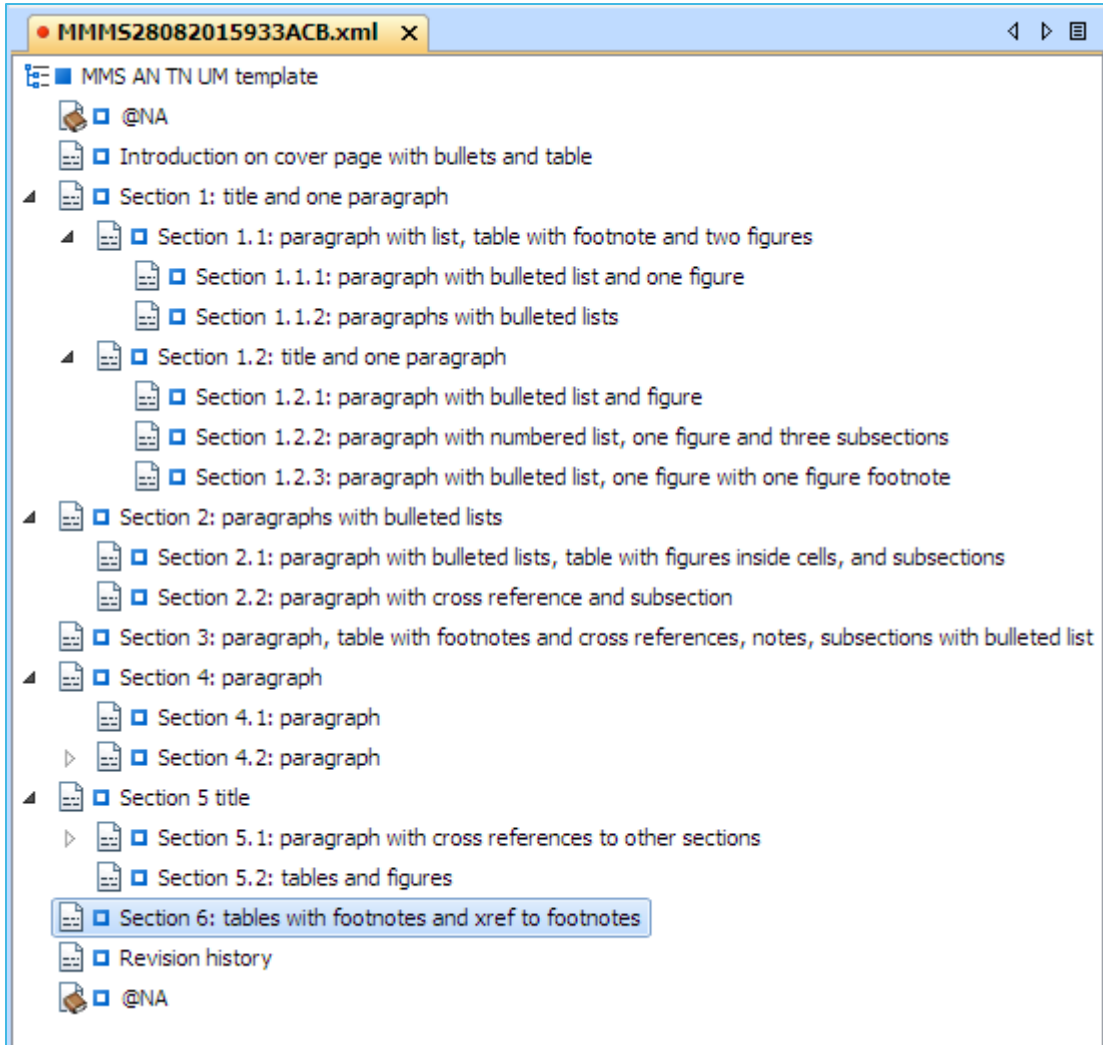 MMMS28082015933ACB.xml
MMS AN TN UM template
@NA
Introduction on cover page with bullets and table
Section 1: title and one paragraph
Section 1.1: paragraph with list, table with footnote and two figures
Section 1.1.1: paragraph with bulleted list and one figure
Section 1.1.2: paragraphs with bulleted lists
Section 1.2: title and one paragraph
Section 1.2.1: paragraph with bulleted list and figure
Section 1.2.2: paragraph with numbered list, one figure and three subsections
Section 1.2.3: paragraph with bulleted list, one figure with one figure footnote
Section 2: paragraphs with bulleted lists
Section 2.1: paragraph with bulleted lists, table with figures inside cells, and subsections
Section 2.2: paragraph with cross reference and subsection
Section 3: paragraph, table with footnotes and cross references, notes, subsections with bulleted list
Section 4: paragraph
Section 4.1: paragraph
Section 4.2: paragraph
Section 5 title
Section 5.1: paragraph with cross references to other sections
Section 5.2: tables and figures
Section 6: tables with footnotes and xref to footnotes
Revision history
@NA